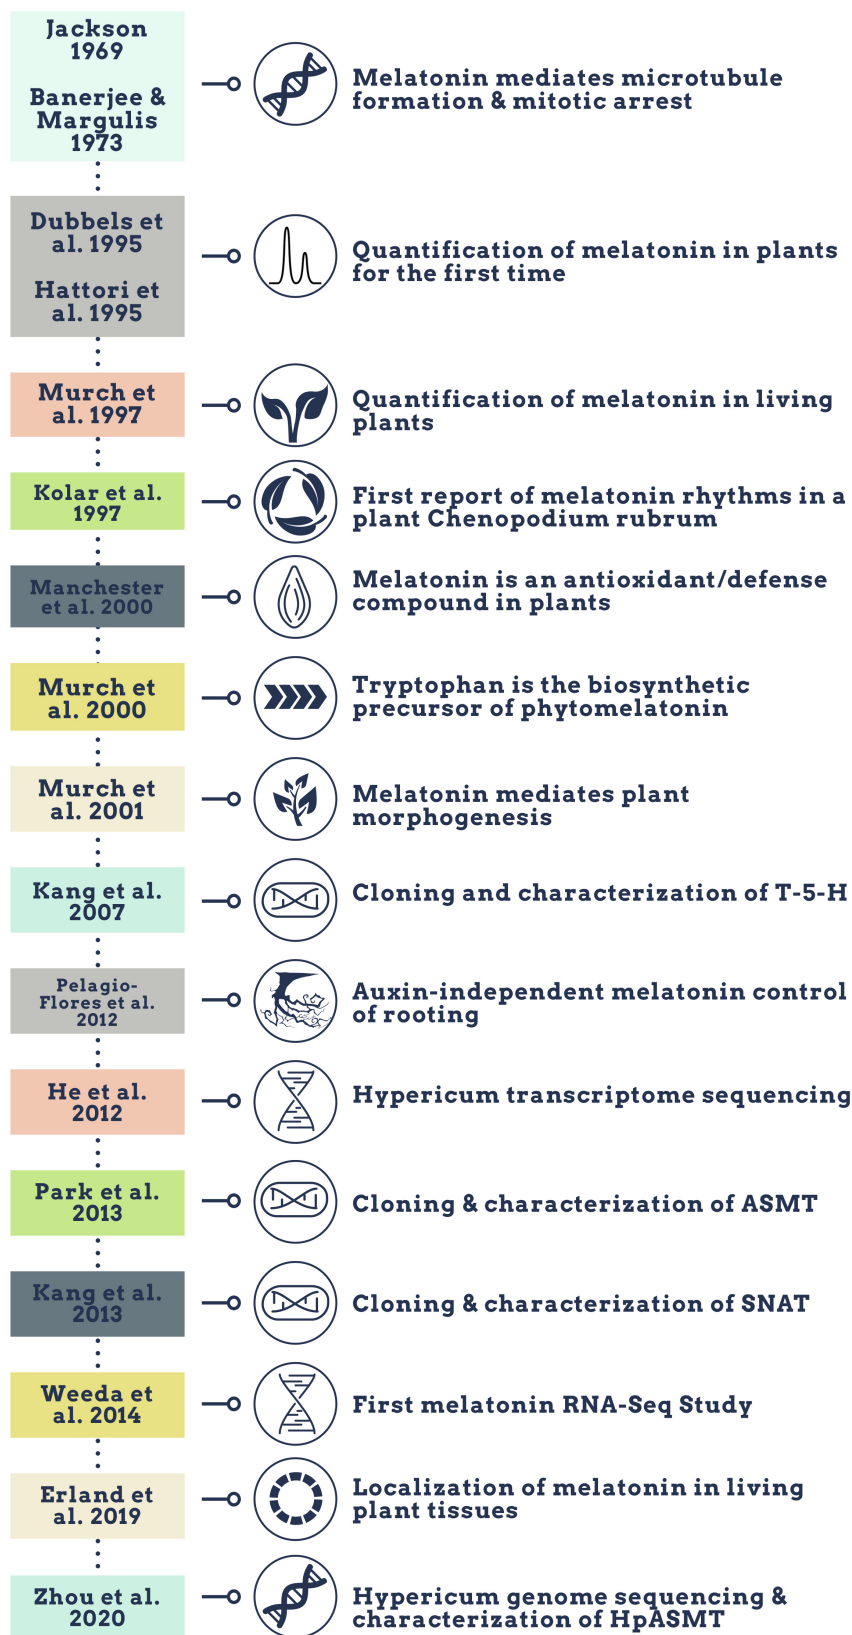 Jackson
1969
Banerjee &
Margulis
1973
Melatonin mediates microtubule
formation & mitotic arrest
Dubbels et
al. 1995
Hattori et
al. 1995
Quantification of melatonin in plants
for the first time
Murch et
al. 1997
Quantification of melatonin in living
plants
Kolar et al.
1997
First report of melatonin rhythms in a
plant Chenopodium rubrum
Manchester
et al. 2000
Melatonin is an antioxidant/defense
compound in plants
Murch et
al. 2000
Tryptophan is the biosynthetic
precursor of phytomelatonin
Murch et
al. 2001
Melatonin mediates plant
morphogenesis
Kang et al.
2007
Cloning and characterization of T-5-H
Pelagio-
Flores et al.
2012
Auxin-independent melatonin control
of rooting
He et al.
2012
Hypericum transcriptome sequencing
Park et al.
2013
Cloning & characterization of ASMT
Kang et al.
2013
Cloning & characterization of SNAT
Weeda et
al. 2014
First melatonin RNA-Seq Study
Erland et
al. 2019
Localization of melatonin in living
plant tissues
Zhou et al.
2020
Hypericum genome sequencing &
characterization of HpASMT